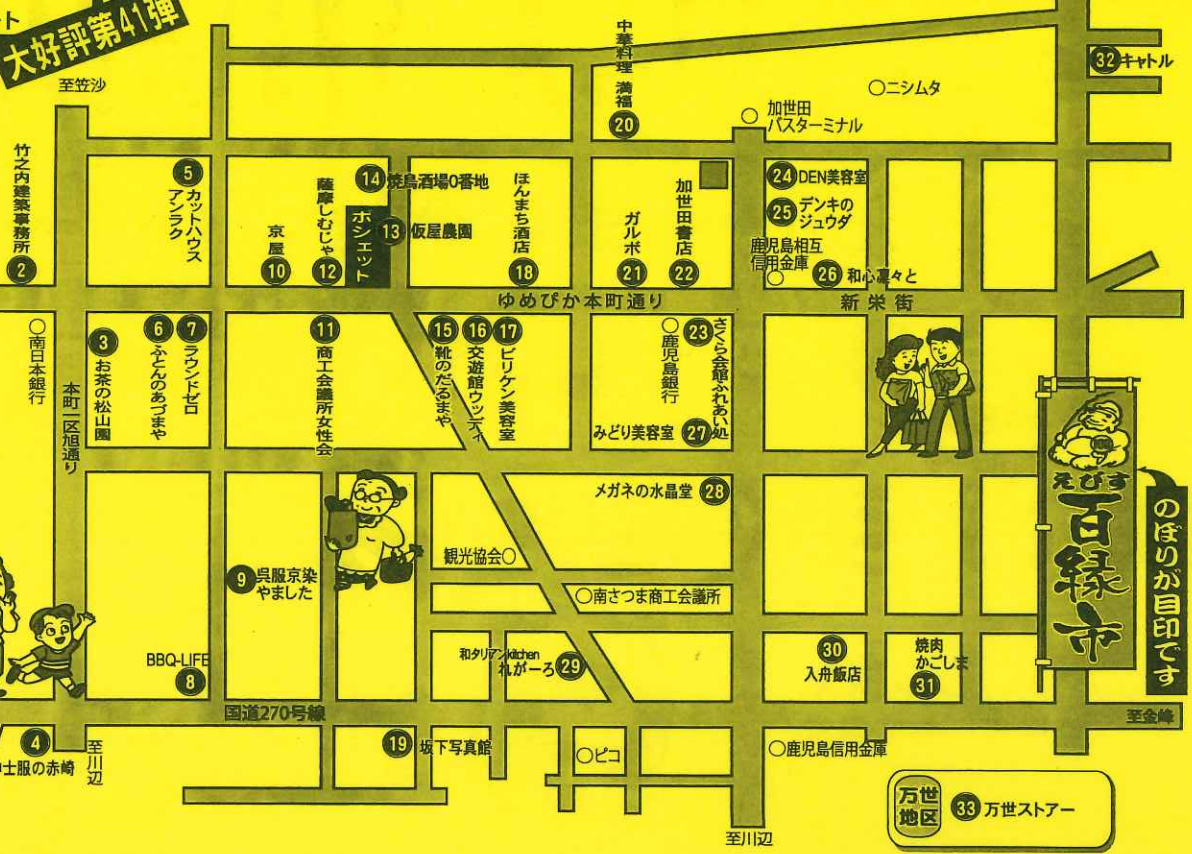 ト
大好評第41弾
至笠沙
竹之内建築事務所
2
5
カットハウス
アンラク
京屋
10
薩摩しむじゃ
12
ポシェット
14 焼鳥酒場0番地
13 仮屋農園
ほんまち酒店
18
中華料理 満福
20
ガルボ
21
加世田書店
22
○ 加世田
バスターミナル
○ニシムタ
32 キャトル
24 DEN美容室
25 デンキの
ジュウダ
鹿児島相互
信用金庫
○
26 和心凛々と
ゆめぴか本町通り
新栄街
○南日本銀行
本町一区旭通り
3 お茶の松山園
6 ふとんのあづまや
7 ラウンドゼロ
11 商工会議所女性会
15 靴のだるまや
16 交遊館ウッディ
17 ビリケン美容室
○鹿児島銀行
23 さくら会館ふれあい処
みどり美容室 27
メガネの水晶堂 28
えびす
百縁市
のぼりが目印です
9 呉服京染
やました
観光協会○
○南さつま商工会議所
BBQ-LIFE
8
和タリアンkitchen
れがーろ 29
30
入舟飯店
焼肉
かごしま
31
国道270号線
至金峰
4
士服の赤崎
至川辺
19 坂下写真館
○ピコ
○鹿児島信用金庫
至川辺
万世
地区
33 万世ストアー